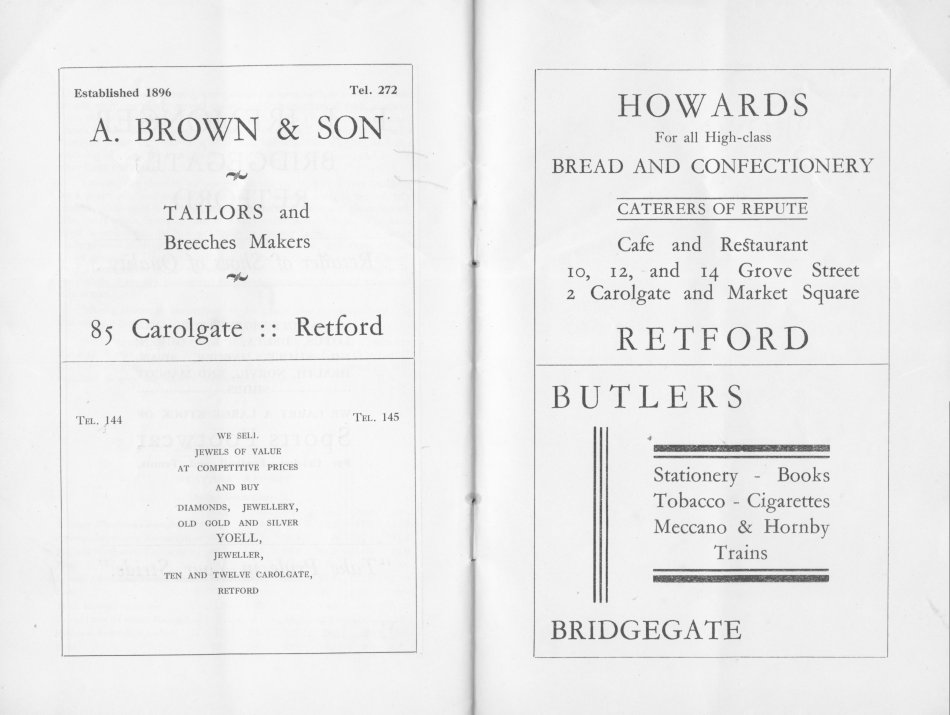 Established 1896
Tel. 272
A. BROWN & SON
TAILORS and
Breeches Makers
85 Carolgate :: Retford
TEL. 144
TEL. 145
WE SELL
JEWELS OF VALUE
AT COMPETITIVE PRICES
AND BUY
DIAMONDS, JEWELLERY,
OLD GOLD AND SILVER
YOELL,
JEWELLER,
TEN AND TWELVE CAROLGATE,
RETFORD
HOWARDS
For all High-class
BREAD AND CONFECTIONERY
CATERERS OF REPUTE
Cafe and Restaurant
10, 12, and 14 Grove Street
2 Carolgate and Market Square
RETFORD
BUTLERS
Stationery - Books
Tobacco - Cigarettes
Meccano & Hornby
Trains
BRIDGEGATE